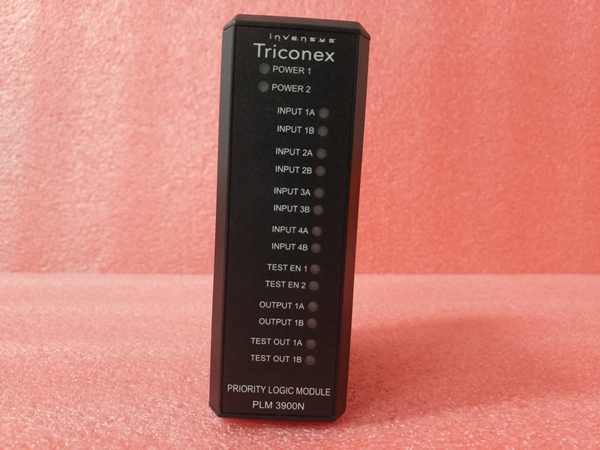 invensys
Triconex
POWER 1
POWER 2
INPUT 1A
INPUT 1B
INPUT 2A
INPUT 2B
INPUT 3A
INPUT 3B
INPUT 4A
INPUT 4B
TEST EN 1
TEST EN 2
OUTPUT 1A
OUTPUT 1B
TEST OUT 1A
TEST OUT 1B
PRIORITY LOGIC MODULE
PLM 3900N